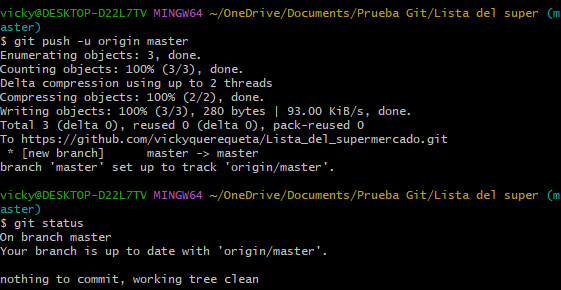 vicky@DESKTOP-D22L7TV MINGW64 ~/OneDrive/Documents/Prueba Git/Lista del super (m
aster)
$ git push -u origin master
Enumerating objects: 3, done.
Counting objects: 100% (3/3), done.
Delta compression using up to 2 threads
Compressing objects: 100% (2/2), done.
Writing objects: 100% (3/3), 280 bytes | 93.00 KiB/s, done.
Total 3 (delta 0), reused 0 (delta 0), pack-reused 0
To https://github.com/vickyquerequeta/Lista_del_supermercado.git
 * [new branch]      master -> master
branch 'master' set up to track 'origin/master'.

vicky@DESKTOP-D22L7TV MINGW64 ~/OneDrive/Documents/Prueba Git/Lista del super (m
aster)
$ git status
On branch master
Your branch is up to date with 'origin/master'.

nothing to commit, working tree clean